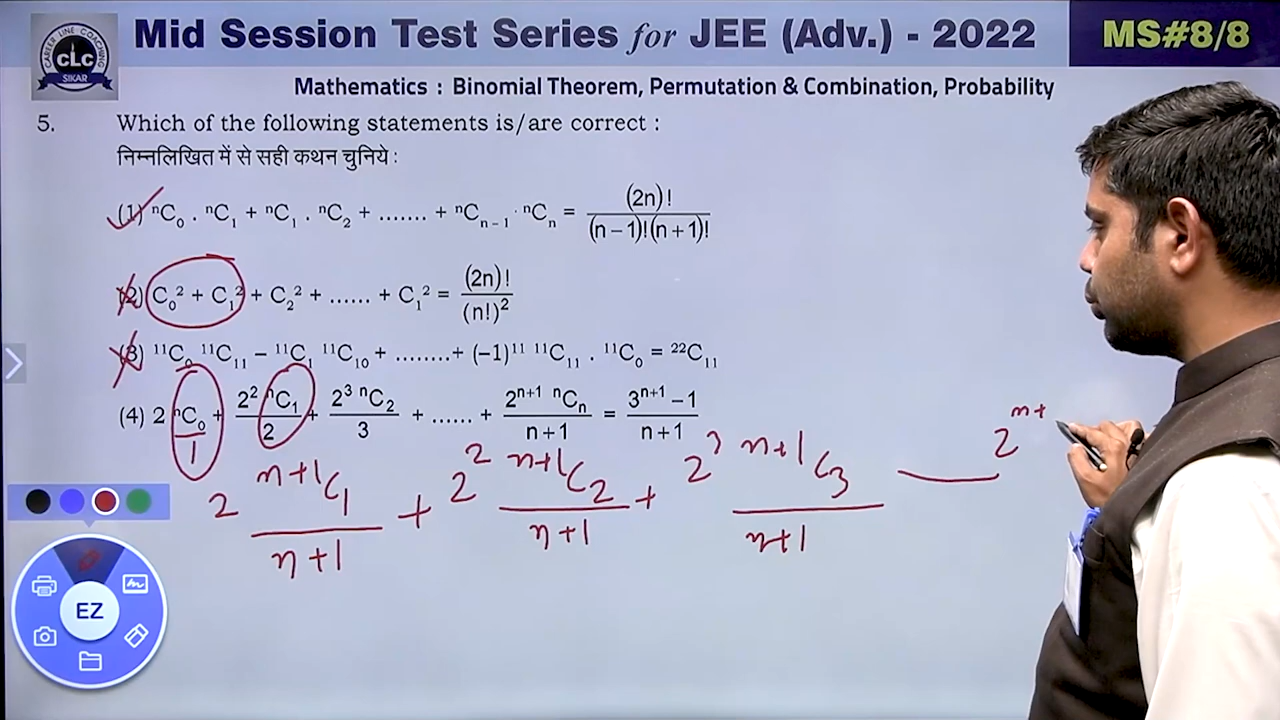 CAREER LINE COACHING
CLC
SIKAR
Mid Session Test Series for JEE (Adv.) - 2022
MS#8/8
Mathematics : Binomial Theorem, Permutation & Combination, Probability
5. Which of the following statements is/are correct :
निम्नलिखित में से सही कथन चुनिये :
(1) ⁿC₀ . ⁿC₁ + ⁿC₁ . ⁿC₂ + ....... + ⁿCₙ₋₁ . ⁿCₙ = (2n)! / (n – 1)!(n + 1)!
(2) C₀² + C₁² + C₂² + ...... + C₁² = (2n)! / (n!)²
(3) ¹¹C₀ ¹¹C₁₁ – ¹¹C₁ ¹¹C₁₀ + ........+ (–1)¹¹ ¹¹C₁₁ . ¹¹C₀ = ²²C₁₁
(4) 2 ⁿC₀/1 + 2² ⁿC₁/2 + 2³ ⁿC₂/3 + ...... + 2ⁿ⁺¹ ⁿCₙ/n+1 = 3ⁿ⁺¹ – 1/n+1
2 ⁿ⁺¹C₁/n+1 + 2² ⁿ⁺¹C₂/n+1 + 2³ ⁿ⁺¹C₃/n+1 — 2ⁿ⁺
EZ